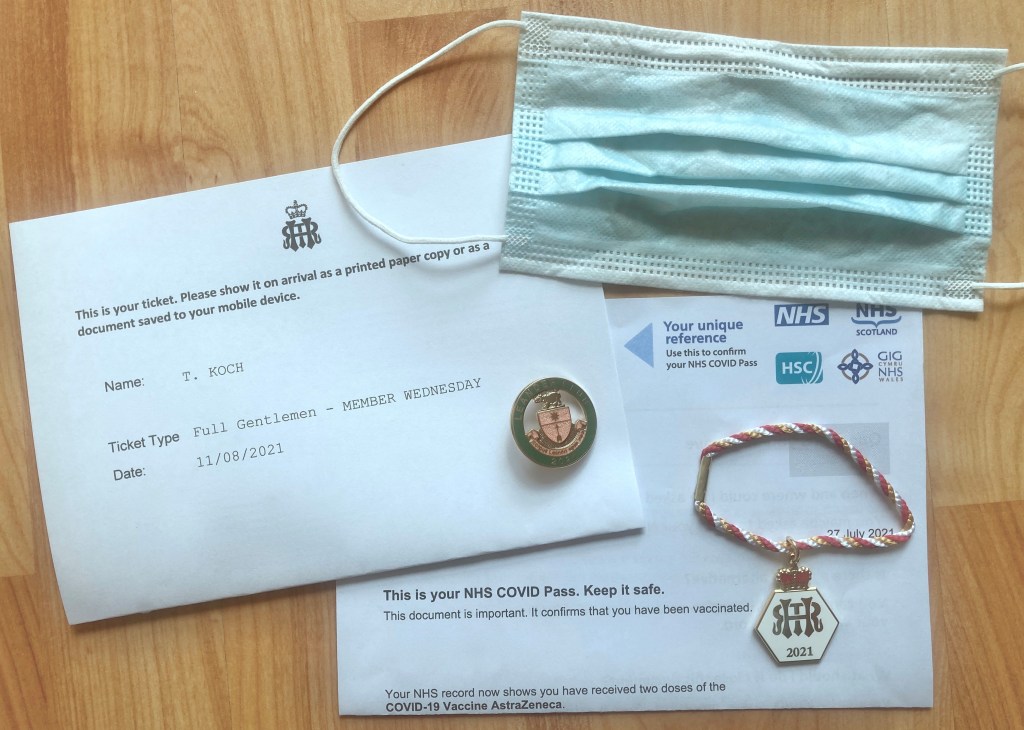 This is your ticket. Please show it on arrival as a printed paper copy or as a
document saved to your mobile device.
Name: T. KOCH
Ticket Type Full Gentlemen - MEMBER WEDNESDAY
Date: 11/08/2021
Your unique
reference
Use this to confirm
your NHS COVID Pass
NHS
NHS
SCOTLAND
HSC
GIG
CYMRU
NHS
WALES
27 July 2021
This is your NHS COVID Pass. Keep it safe.
This document is important. It confirms that you have been vaccinated.
Your NHS record now shows you have received two doses of the
COVID-19 Vaccine AstraZeneca.
2021